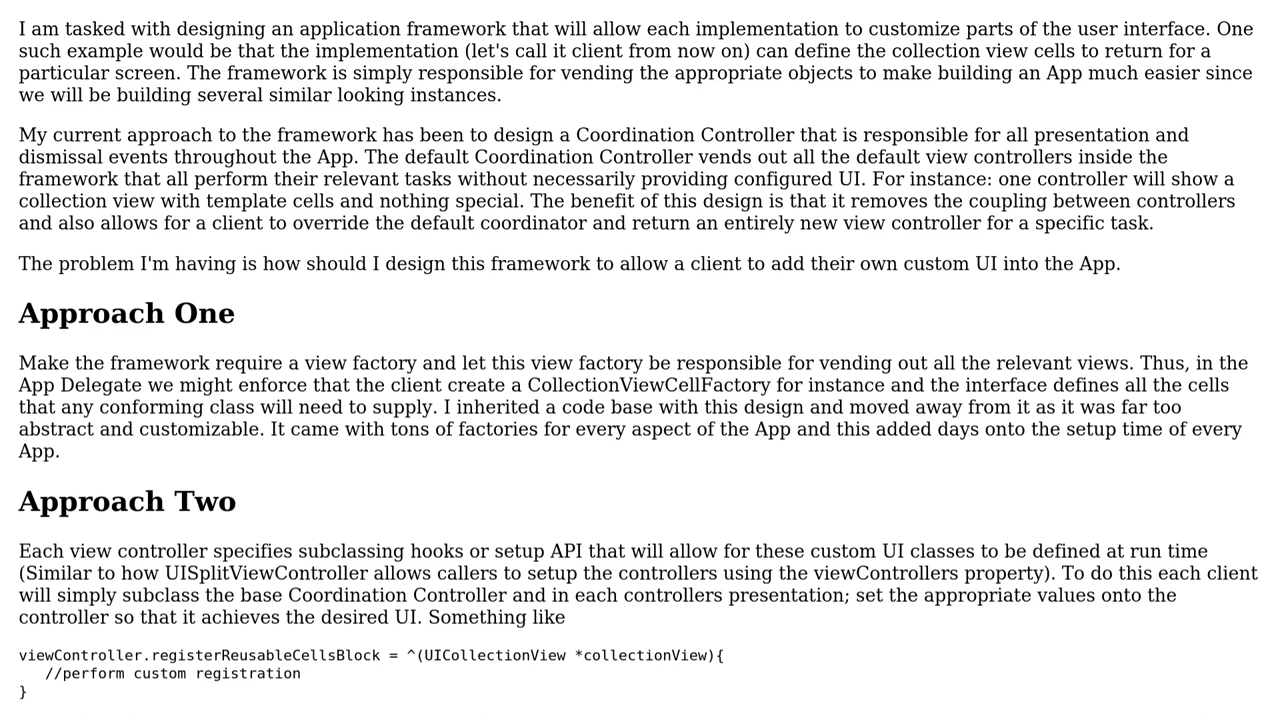 I am tasked with designing an application framework that will allow each implementation to customize parts of the user interface. One
such example would be that the implementation (let's call it client from now on) can define the collection view cells to return for a
particular screen. The framework is simply responsible for vending the appropriate objects to make building an App much easier since
we will be building several similar looking instances.
My current approach to the framework has been to design a Coordination Controller that is responsible for all presentation and
dismissal events throughout the App. The default Coordination Controller vends out all the default view controllers inside the
framework that all perform their relevant tasks without necessarily providing configured UI. For instance: one controller will show a
collection view with template cells and nothing special. The benefit of this design is that it removes the coupling between controllers
and also allows for a client to override the default coordinator and return an entirely new view controller for a specific task.
The problem I'm having is how should I design this framework to allow a client to add their own custom UI into the App.
Approach One
Make the framework require a view factory and let this view factory be responsible for vending out all the relevant views. Thus, in the
App Delegate we might enforce that the client create a CollectionViewCellFactory for instance and the interface defines all the cells
that any conforming class will need to supply. I inherited a code base with this design and moved away from it as it was far too
abstract and customizable. It came with tons of factories for every aspect of the App and this added days onto the setup time of every
App.
Approach Two
Each view controller specifies subclassing hooks or setup API that will allow for these custom UI classes to be defined at run time
(Similar to how UISplitViewController allows callers to setup the controllers using the viewControllers property). To do this each client
will simply subclass the base Coordination Controller and in each controllers presentation; set the appropriate values onto the
controller so that it achieves the desired UI. Something like
viewController.registerReusableCellsBlock = ^(UICollectionView *collectionView){
   //perform custom registration
}